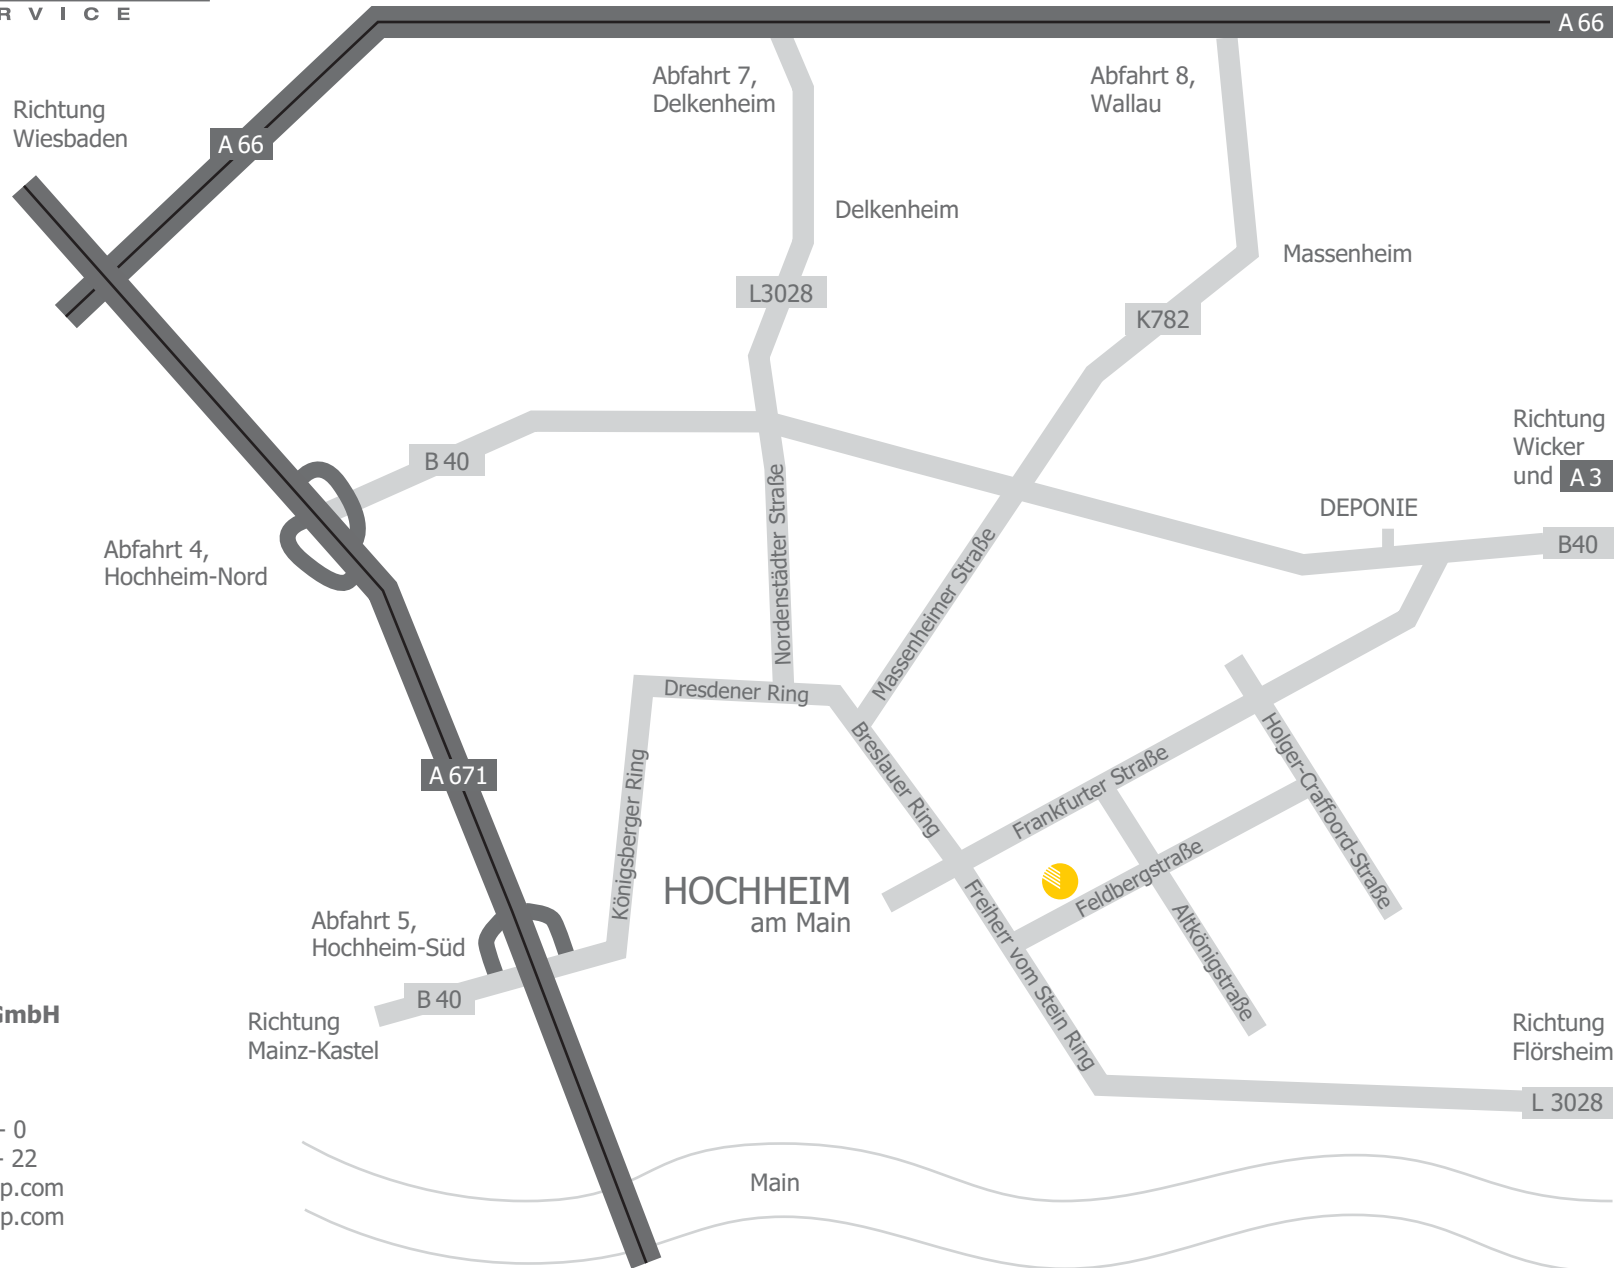 RVICE
A 66
Abfahrt 7,
Delkenheim
Abfahrt 8,
Wallau
Richtung
Wiesbaden
A 66
Delkenheim
Massenheim
L3028
K782
Richtung
Wicker
und A 3
B 40
DEPONIE
B40
Abfahrt 4,
Hochheim-Nord
Nordenstädter Straße
Massenheimer Straße
Dresdener Ring
Breslauer Ring
Königsberger Ring
A 671
Frankfurter Straße
Holger-Craffoord-Straße
Feldbergstraße
Altkönigstraße
Freiherr vom Stein Ring
HOCHHEIM
am Main
Abfahrt 5,
Hochheim-Süd
B 40
Richtung
Mainz-Kastel
GmbH
Richtung
Flörsheim
L 3028
- 0
- 22
p.com
p.com
Main